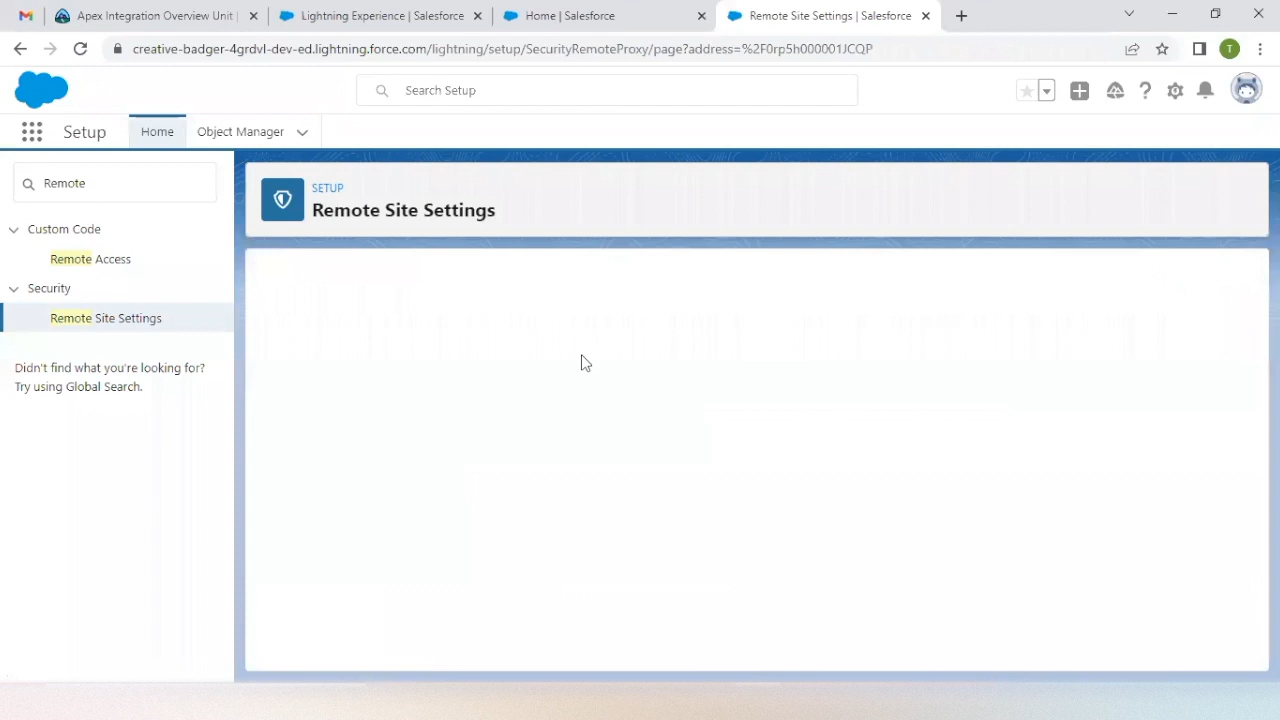 Apex Integration Overview Unit |
Lightning Experience | Salesforce
Home | Salesforce
Remote Site Settings | Salesforce
creative-badger-4grdvl-dev-ed.lightning.force.com/lightning/setup/SecurityRemoteProxy/page?address=%2F0rp5h000001JCQP
T
Search Setup
Setup
Home
Object Manager
Remote
Custom Code
Remote Access
Security
Remote Site Settings
Didn't find what you're looking for?
Try using Global Search.
SETUP
Remote Site Settings